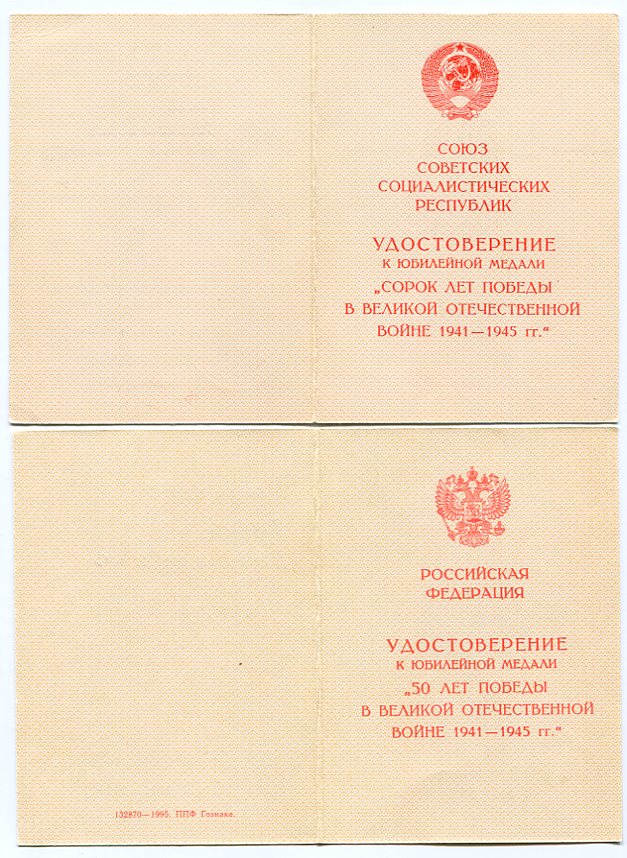 СОЮЗ
СОВЕТСКИХ
СОЦИАЛИСТИЧЕСКИХ
РЕСПУБЛИК
УДОСТОВЕРЕНИЕ
К ЮБИЛЕЙНОЙ МЕДАЛИ
„СОРОК ЛЕТ ПОБЕДЫ
В ВЕЛИКОЙ ОТЕЧЕСТВЕННОЙ
ВОЙНЕ 1941—1945 гг.“
РОССИЙСКАЯ
ФЕДЕРАЦИЯ
УДОСТОВЕРЕНИЕ
К ЮБИЛЕЙНОЙ МЕДАЛИ
„50 ЛЕТ ПОБЕДЫ
В ВЕЛИКОЙ ОТЕЧЕСТВЕННОЙ
ВОЙНЕ 1941—1945 гг.“
132870—1995. ППФ Гознака.